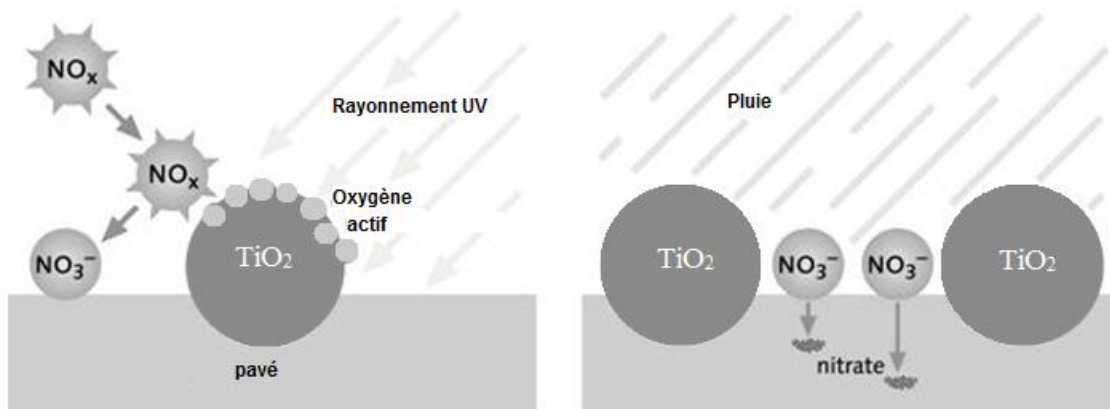 NOₓ
Rayonnement UV
NOₓ
Oxygène
actif
TiO₂
NO₃⁻
pavé
Pluie
TiO₂
NO₃⁻
NO₃⁻
TiO₂
nitrate